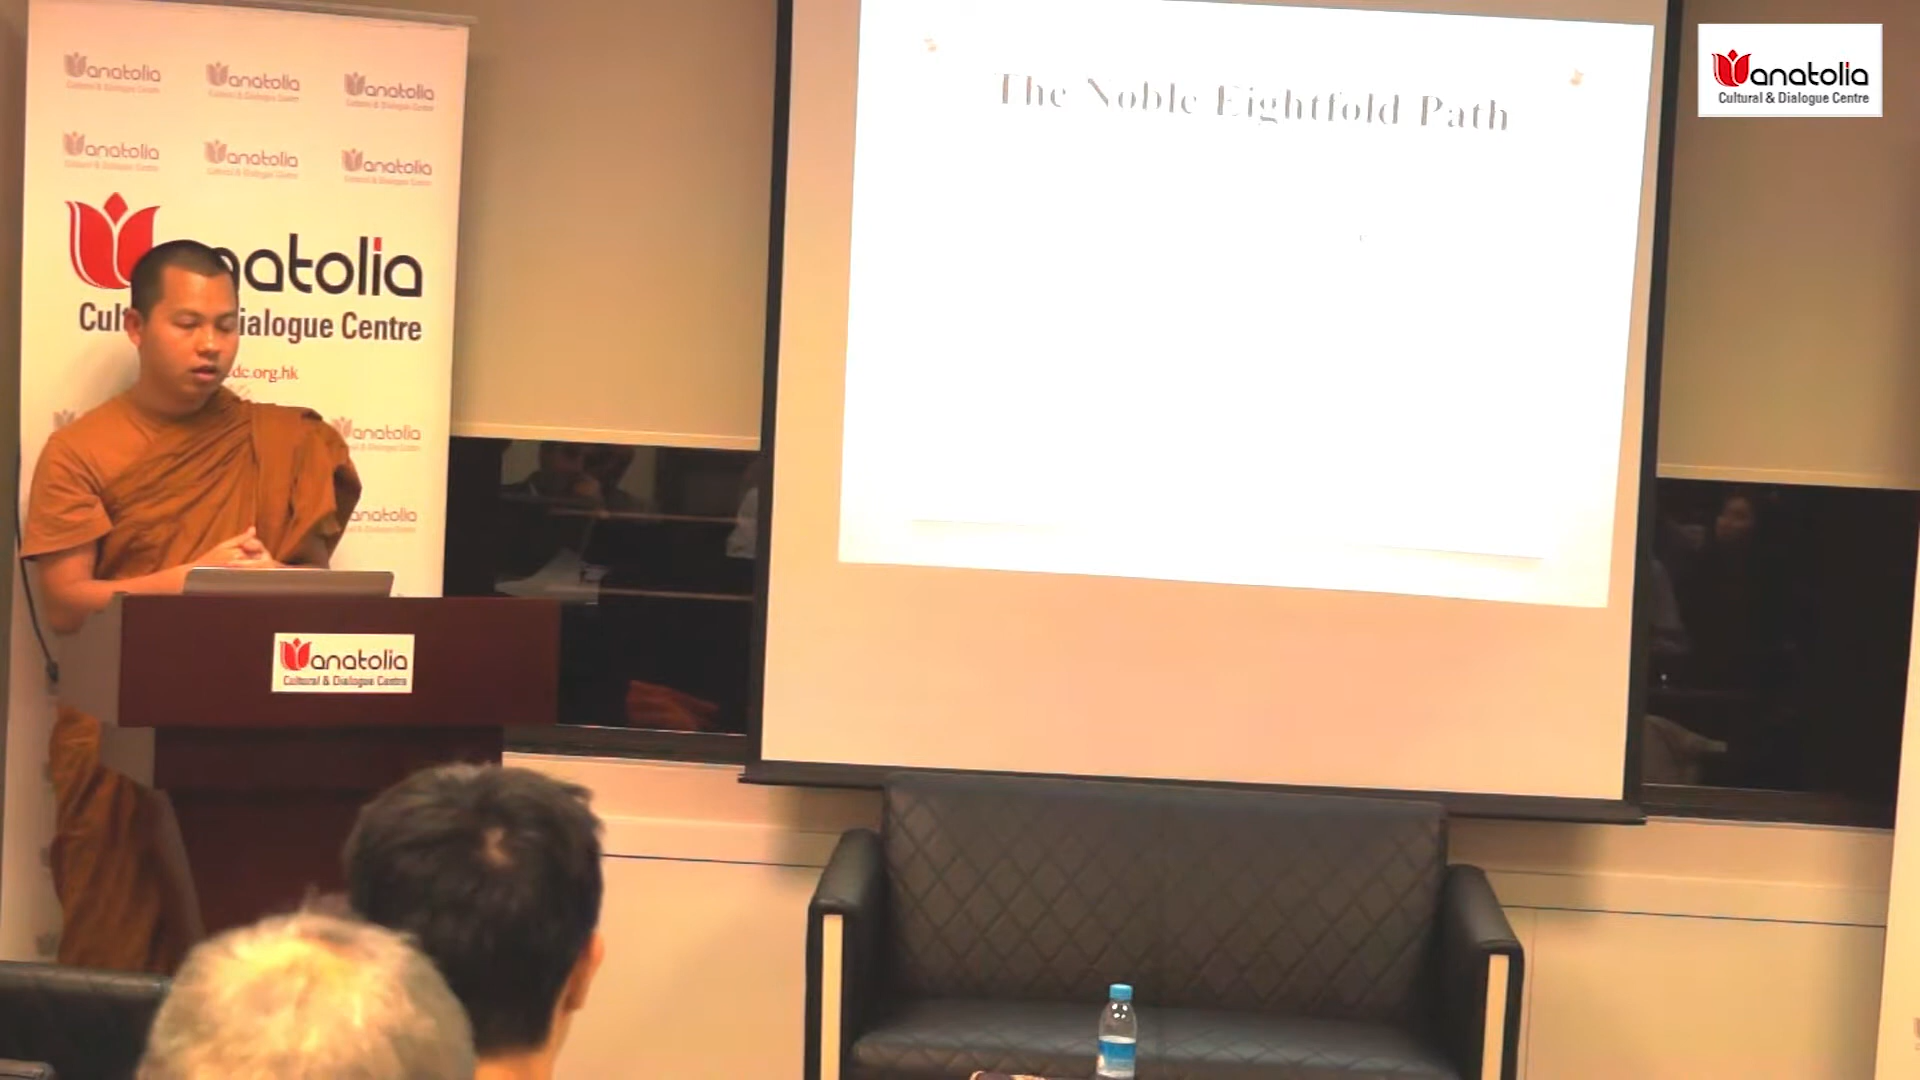 anatolia
Cultural & Dialogue Centre
anatolia anatolia anatolia
anatolia anatolia anatolia
anatolia
Cul ialogue Centre
dc.org.hk
anatolia
anatolia
The Noble Eightfold Path
anatolia
Cultural & Dialogue Centre